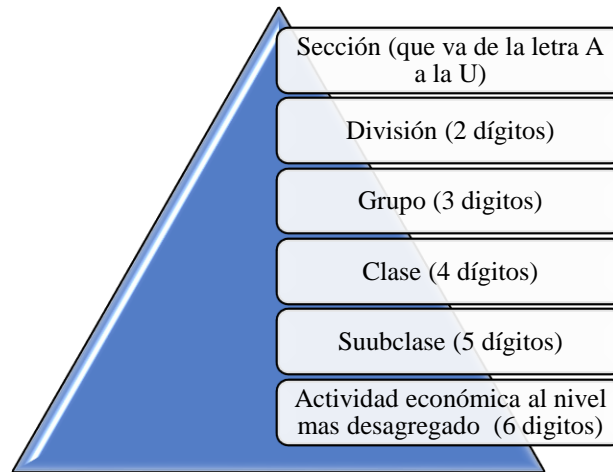 Sección (que va de la letra A
a la U)
División (2 dígitos)
Grupo (3 digitos)
Clase (4 dígitos)
Suubclase (5 dígitos)
Actividad económica al nivel
mas desagregado  (6 digitos)